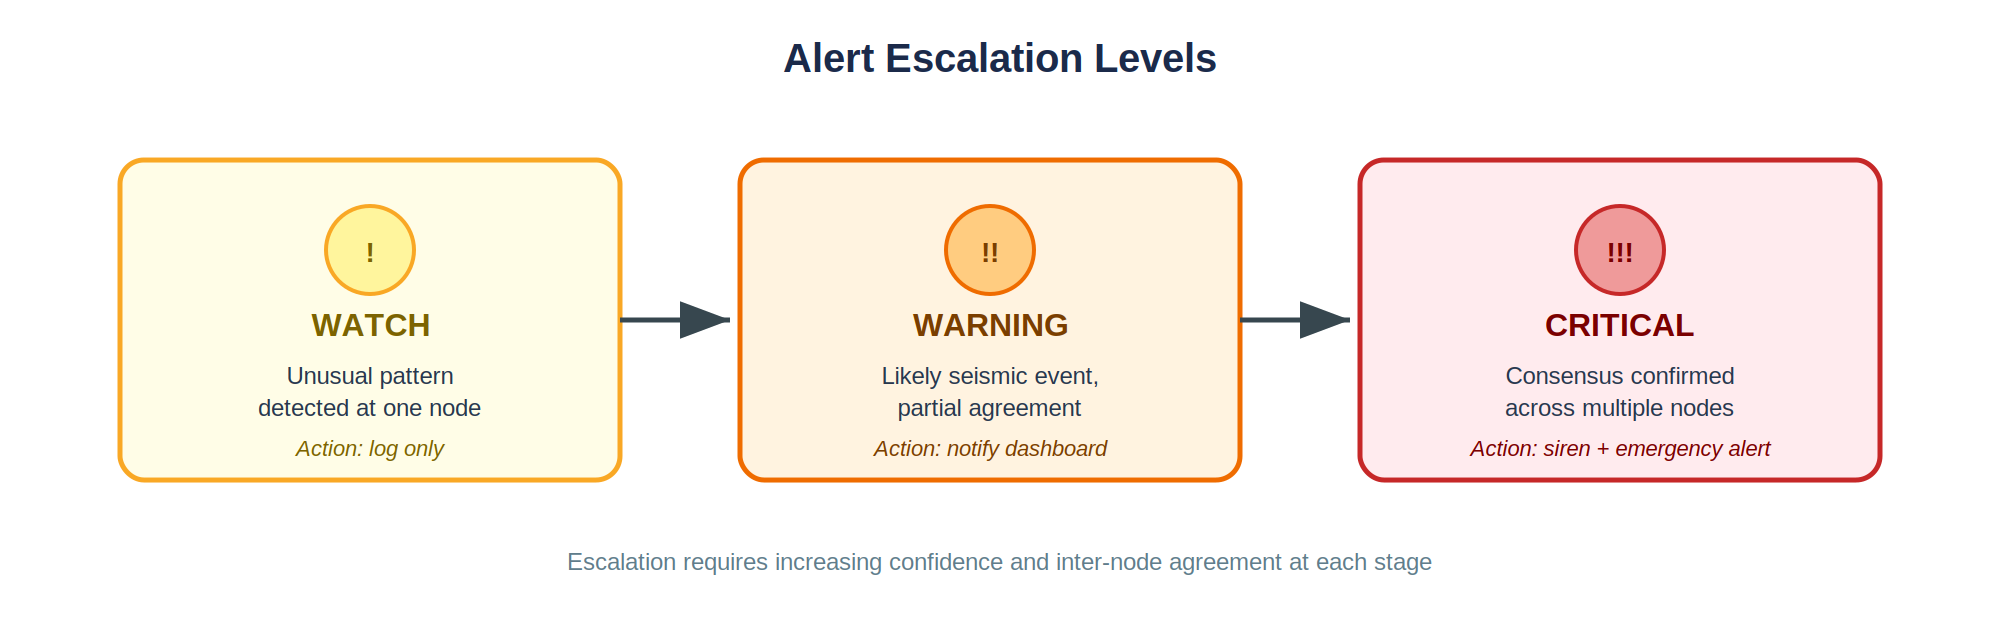 Alert Escalation Levels
!
WATCH
Unusual pattern
detected at one node
Action: log only
!!
WARNING
Likely seismic event,
partial agreement
Action: notify dashboard
!!!
CRITICAL
Consensus confirmed
across multiple nodes
Action: siren + emergency alert
Escalation requires increasing confidence and inter-node agreement at each stage